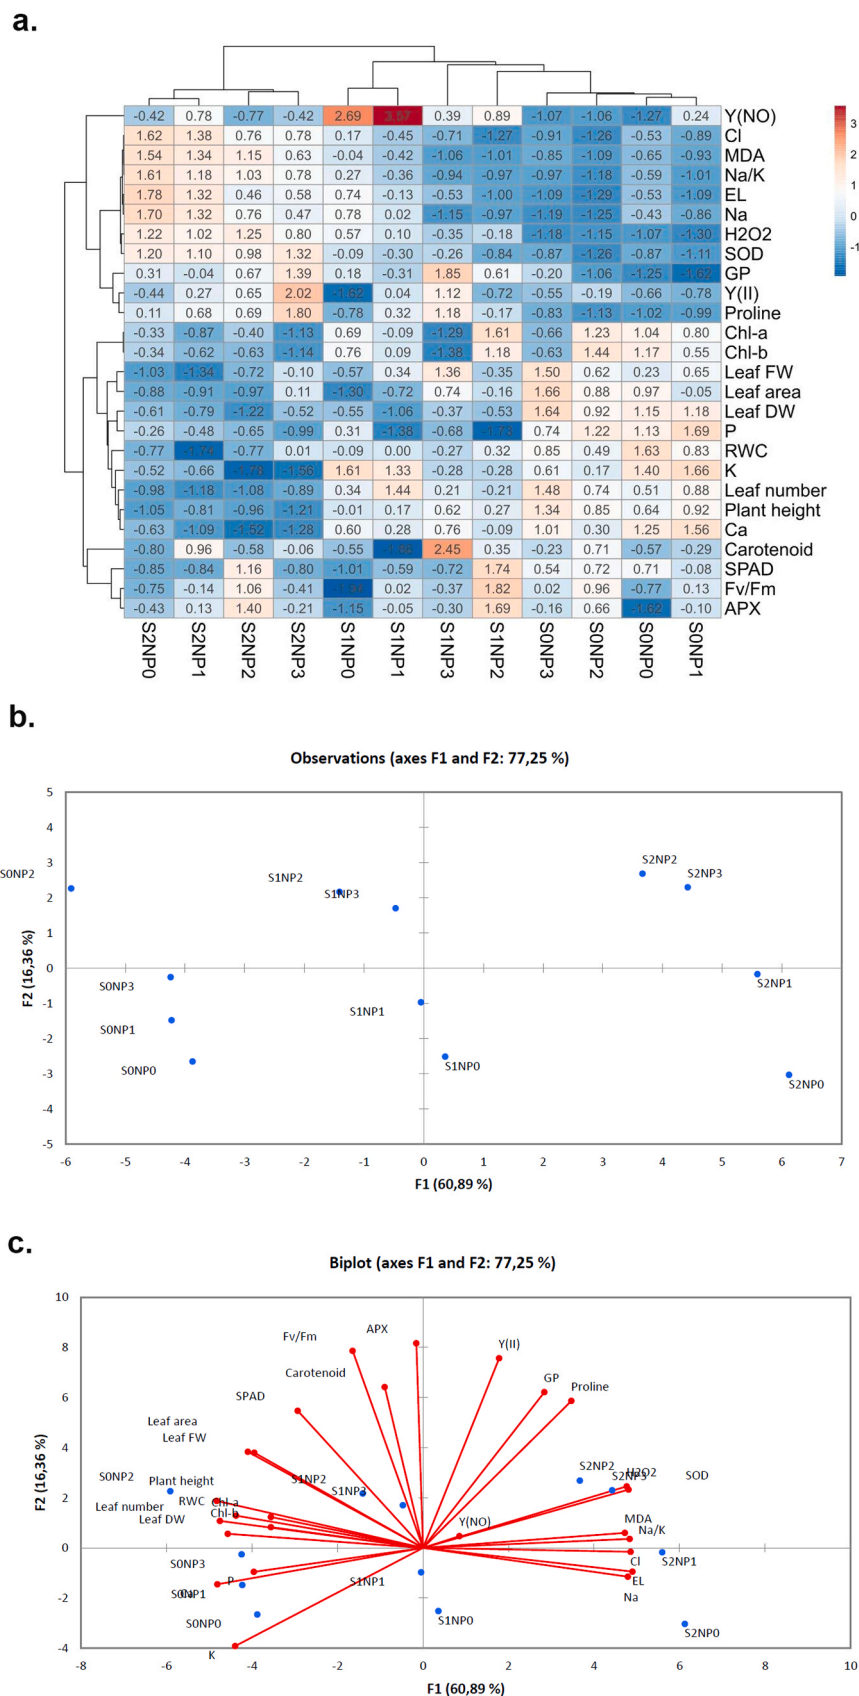 a.
-0.42 0.78 -0.77 -0.42 2.69 3.57 0.39 0.89 -1.07 -1.06 -1.27 0.24 Y(NO)
1.62 1.38 0.76 0.78 0.17 -0.45 -0.71 -1.27 -0.91 -1.26 -0.53 -0.89 Cl
1.54 1.34 1.15 0.63 -0.04 -0.42 -1.06 -1.01 -0.85 -1.09 -0.65 -0.93 MDA
1.61 1.18 1.03 0.78 0.27 -0.36 -0.94 -0.97 -0.97 -1.18 -0.59 -1.01 Na/K
1.78 1.32 0.46 0.58 0.74 -0.13 -0.53 -1.00 -1.09 -1.29 -0.53 -1.09 EL
1.70 1.32 0.76 0.47 0.78 0.02 -1.15 -0.97 -1.19 -1.25 -0.43 -0.86 Na
1.22 1.02 1.25 0.80 0.57 0.10 -0.35 -0.18 -1.18 -1.15 -1.07 -1.30 H2O2
1.20 1.10 0.98 1.32 -0.09 -0.30 -0.26 -0.84 -0.87 -1.26 -0.87 -1.11 SOD
0.31 -0.04 0.67 1.39 0.18 -0.31 1.85 0.61 -0.20 -1.06 -1.25 -1.62 GP
-0.44 0.27 0.65 2.02 -1.62 0.04 1.12 -0.72 -0.55 -0.19 -0.66 -0.78 Y(II)
0.11 0.68 0.69 1.80 -0.78 0.32 1.18 -0.17 -0.83 -1.13 -1.02 -0.99 Proline
-0.33 -0.87 -0.40 -1.13 0.69 -0.09 -1.29 1.61 -0.66 1.23 1.04 0.80 Chl-a
-0.34 -0.62 -0.63 -1.14 0.76 0.09 -1.38 1.18 -0.63 1.44 1.17 0.55 Chl-b
-1.03 -1.34 -0.72 -0.10 -0.57 0.34 1.36 -0.35 1.50 0.62 0.23 0.65 Leaf FW
-0.88 -0.91 -0.97 0.11 -1.30 -0.72 0.74 -0.16 1.66 0.88 0.97 -0.05 Leaf area
-0.61 -0.79 -1.22 -0.52 -0.55 -1.06 -0.37 -0.53 1.64 0.92 1.15 1.18 Leaf DW
-0.26 -0.48 -0.65 -0.99 0.31 -1.38 -0.68 -1.73 0.74 1.22 1.13 1.69 P
-0.77 -1.74 -0.77 0.01 -0.09 0.00 -0.27 0.32 0.85 0.49 1.63 0.83 RWC
-0.52 -0.66 -1.78 -1.56 1.61 1.33 -0.28 -0.28 0.61 0.17 1.40 1.66 K
-0.98 -1.18 -1.08 -0.89 0.34 1.44 0.21 -0.21 1.48 0.74 0.51 0.88 Leaf number
-1.05 -0.81 -0.96 -1.21 -0.01 0.17 0.62 0.27 1.34 0.85 0.64 0.92 Plant height
-0.63 -1.09 -1.52 -1.28 0.60 0.28 0.76 -0.09 1.01 0.30 1.25 1.56 Ca
-0.80 0.96 -0.58 -0.06 -0.55 2.45 0.35 -0.23 0.71 -0.57 -0.29 Carotenoid
-0.85 -0.84 1.16 -0.80 -1.01 -0.59 -0.72 1.74 0.54 0.72 0.71 -0.08 SPAD
-0.75 -0.14 1.06 -0.41 0.02 -0.37 1.82 0.02 0.96 -0.77 0.13 Fv/Fm
-0.43 0.13 1.40 -0.21 -1.15 -0.05 -0.30 1.69 -0.16 0.66 -1.62 -0.10 APX
S2NP0 S2NP1 S2NP2 S2NP3 S1NP0 S1NP1 S1NP3 S1NP2 S0NP3 S0NP2 S0NP0 S0NP1
3
2
1
0
-1
b.
Observations (axes F1 and F2: 77,25 %)
F2 (16,36 %)
5
4
3
2
1
0
-1
-2
-3
-4
-5
S0NP2
S1NP2
S1NP3
S2NP2
S2NP3
S0NP3
S2NP1
S1NP1
S0NP1
S0NP0
S1NP0
S2NP0
-6 -5 -4 -3 -2 -1 0 1 2 3 4 5 6 7
F1 (60,89 %)
c.
Biplot (axes F1 and F2: 77,25 %)
F2 (16,36 %)
10
8
6
4
2
0
-2
-4
APX
Fv/Fm
Y(II)
Carotenoid
GP
Proline
SPAD
Leaf area
Leaf FW
S0NP2
Plant height
S1NP2
S2NP2
S2NP3
H2O2
SOD
S1NP3
RWC
Chl-a
Leaf number
Chl-b
Leaf DW
Y(NO)
MDA
Na/K
S0NP3
Cl
S2NP1
P
S1NP1
EL
S0NP1
Ca
Na
S0NP0
S1NP0
S2NP0
K
-8 -6 -4 -2 0 2 4 6 8 10
F1 (60,89 %)